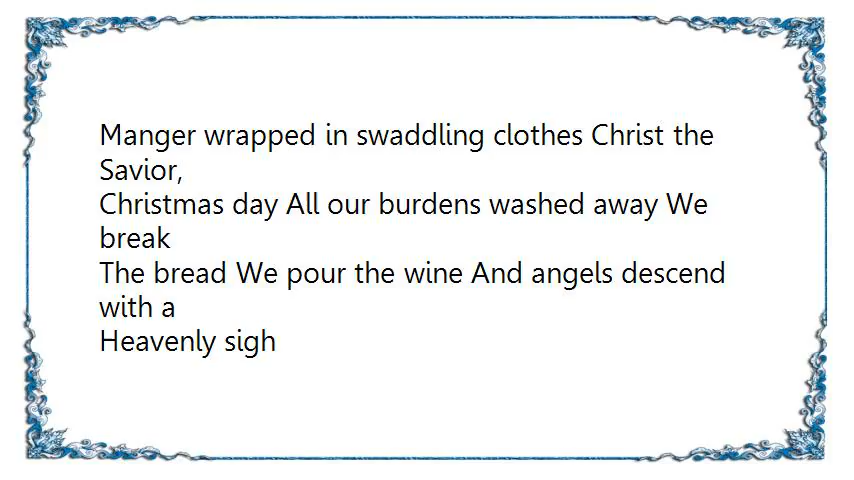 Manger wrapped in swaddling clothes Christ the
Savior,
Christmas day All our burdens washed away We
break
The bread We pour the wine And angels descend
with a
Heavenly sigh